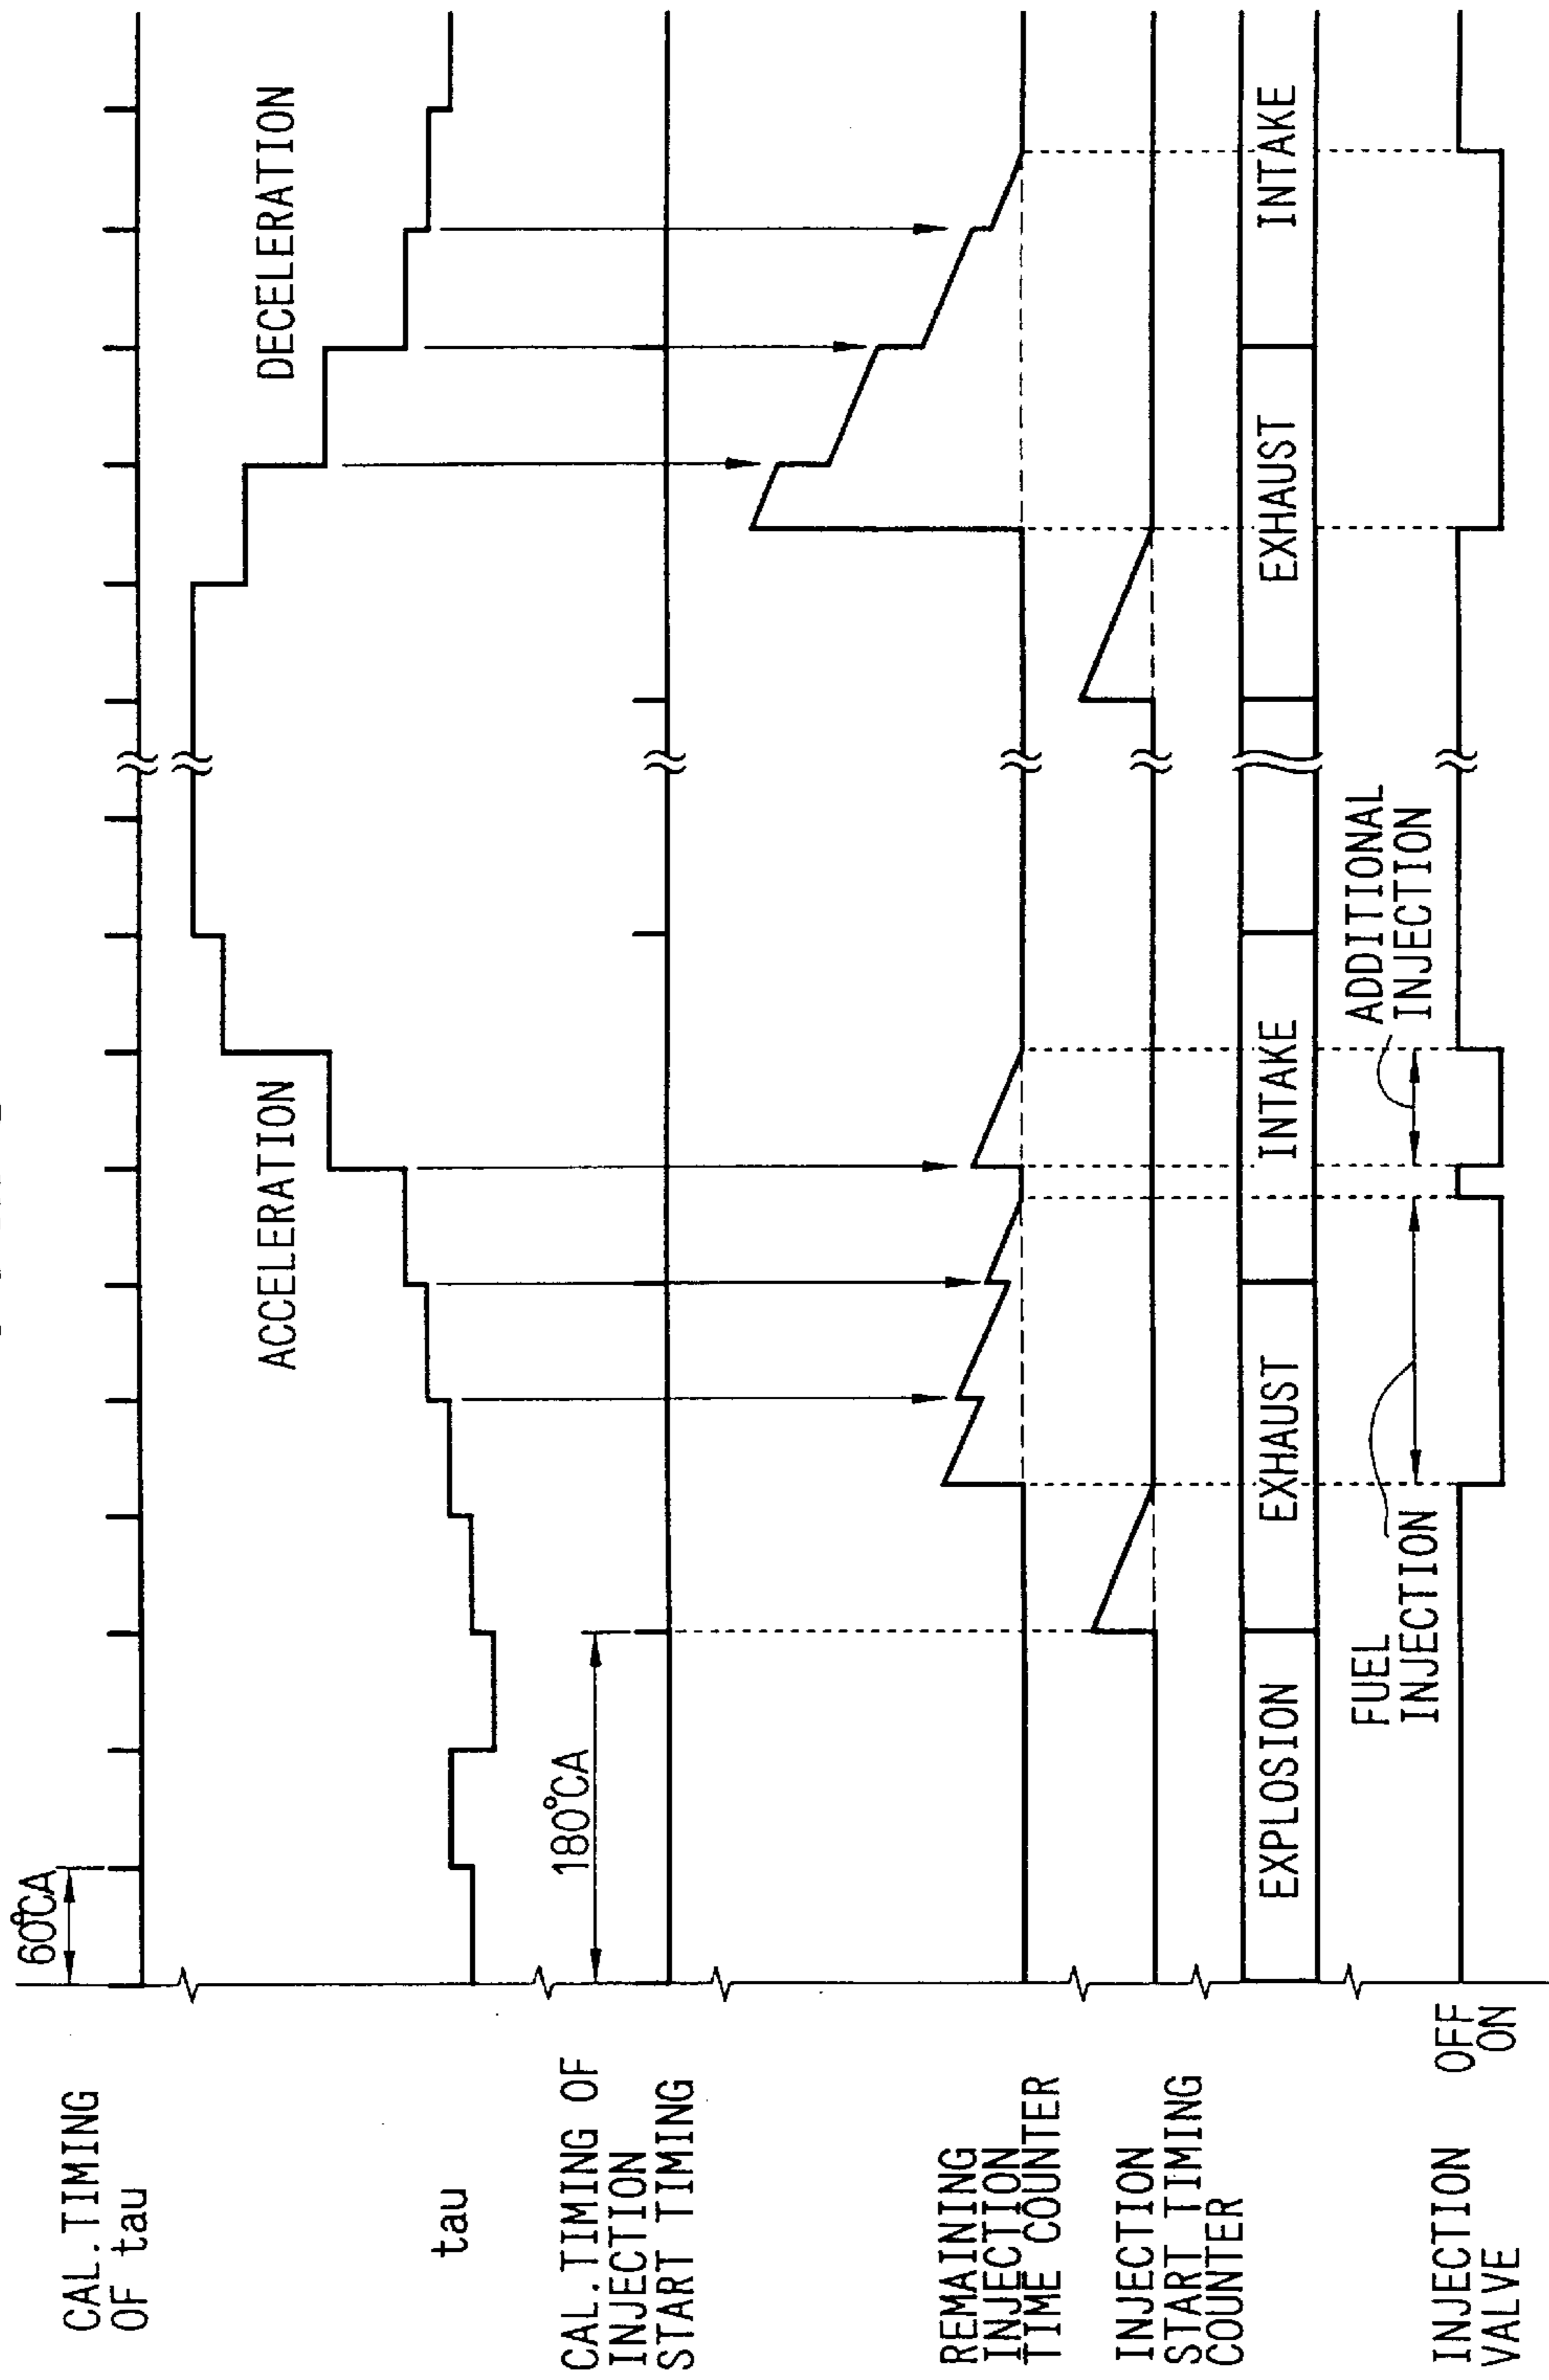 60°CA
CAL.TIMING
OF tau
tau
ACCELERATION
DECELERATION
180°CA
CAL.TIMING OF
INJECTION
START TIMING
REMAINING
INJECTION
TIME COUNTER
INJECTION
START TIMING
COUNTER
EXPLOSION
EXHAUST
INTAKE
EXHAUST
INTAKE
FUEL
INJECTION
ADDITIONAL
INJECTION
INJECTION
VALVE
OFF
ON